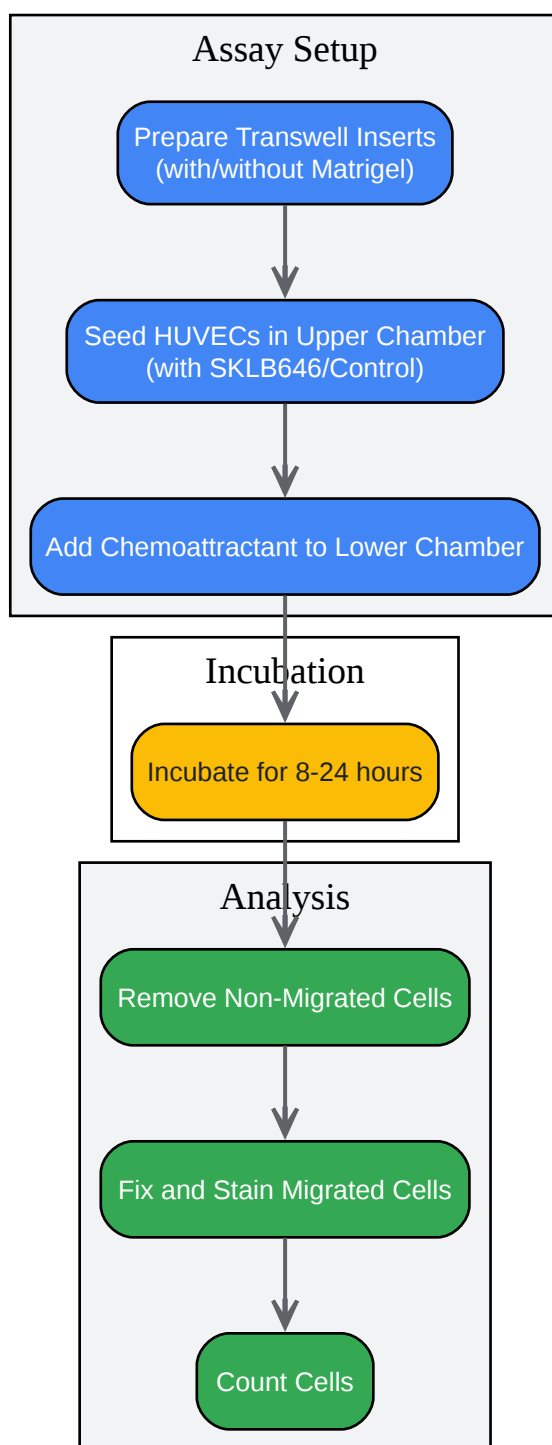 Assay Setup
Prepare Transwell Inserts
(with/without Matrigel)
Seed HUVECs in Upper Chamber
(with SKLB646/Control)
Add Chemoattractant to Lower Chamber
Incubation
Incubate for 8-24 hours
Analysis
Remove Non-Migrated Cells
Fix and Stain Migrated Cells
Count Cells